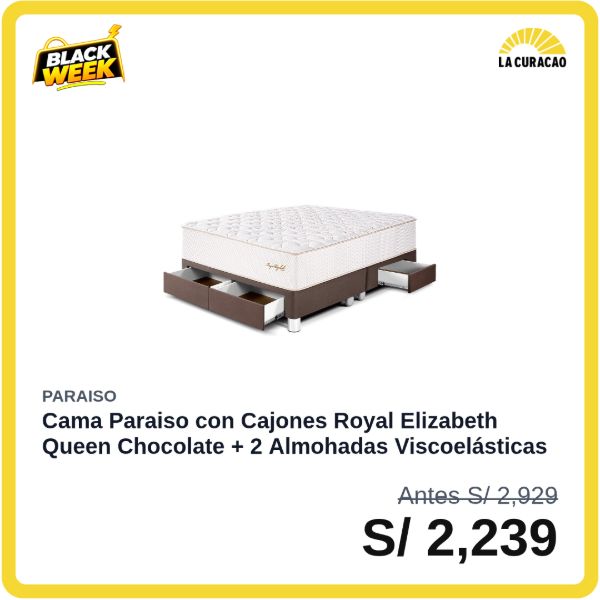 BLACK
WEEK
LA CURACAO
PARAISO
Cama Paraiso con Cajones Royal Elizabeth
Queen Chocolate + 2 Almohadas Viscoelásticas
Antes S/ 2,929
S/ 2,239